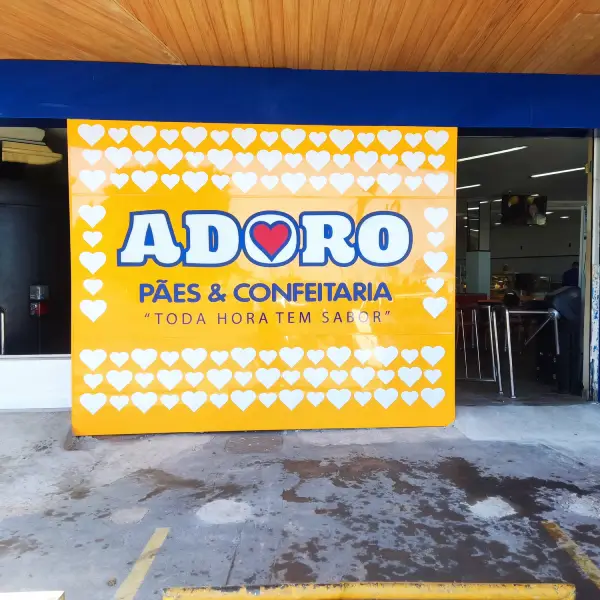 ADORO
PÃES & CONFEITARIA
"TODA HORA TEM SABOR"